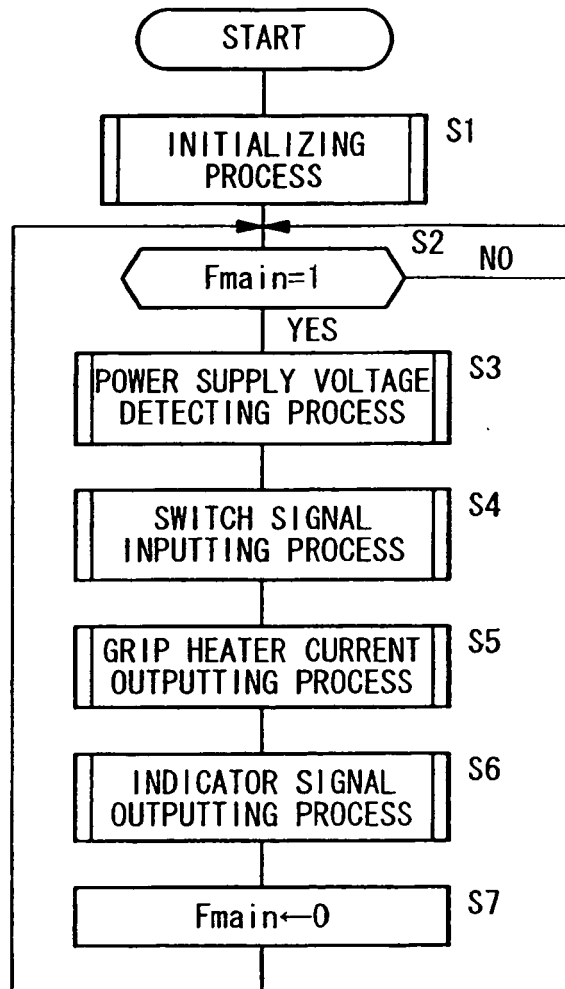 START
S1
INITIALIZING
PROCESS
S2
Fmain=1
NO
YES
S3
POWER SUPPLY VOLTAGE
DETECTING PROCESS
S4
SWITCH SIGNAL
INPUTTING PROCESS
S5
GRIP HEATER CURRENT
OUTPUTTING PROCESS
S6
INDICATOR SIGNAL
OUTPUTTING PROCESS
S7
Fmain←0